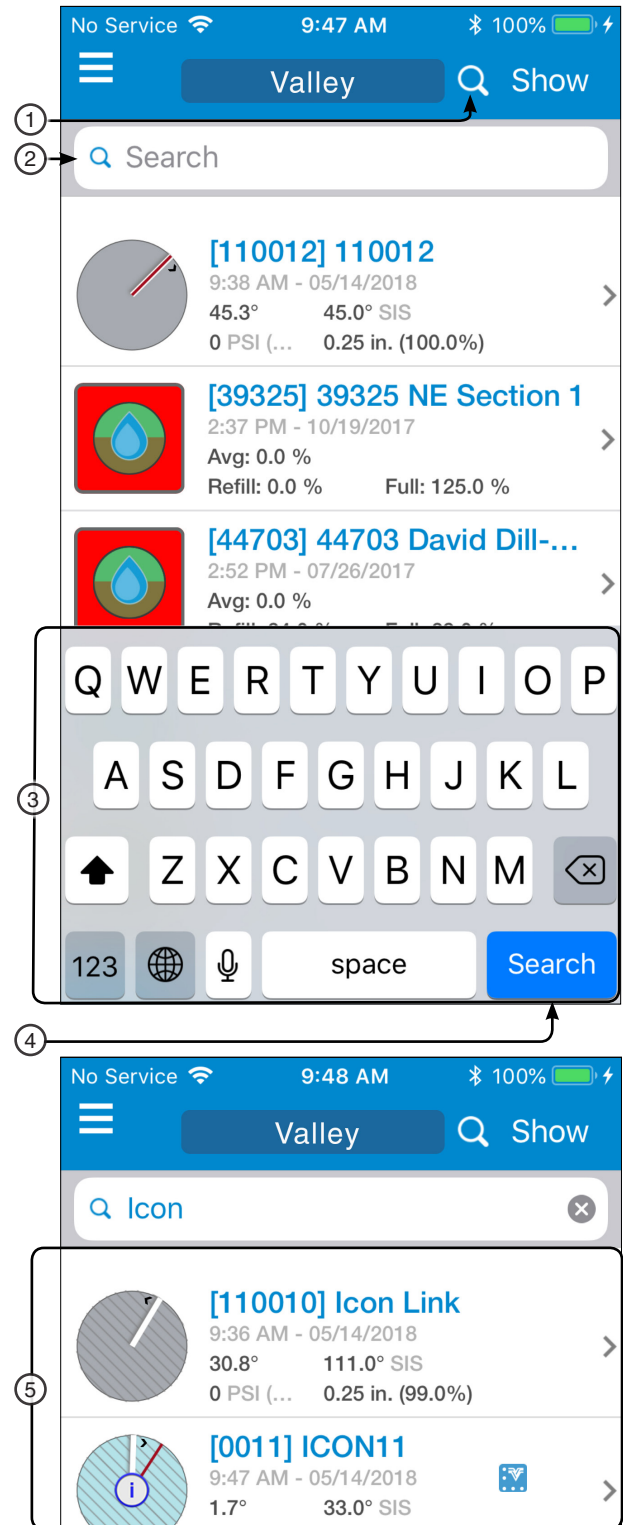 No Service 9:47 AM 100%
Valley Show
1
2
Search
[110012] 110012
9:38 AM - 05/14/2018
45.3° 45.0° SIS
0 PSI (... 0.25 in. (100.0%)
[39325] 39325 NE Section 1
2:37 PM - 10/19/2017
Avg: 0.0 %
Refill: 0.0 % Full: 125.0 %
[44703] 44703 David Dill-...
2:52 PM - 07/26/2017
Avg: 0.0 %
Q W E R T Y U I O P
A S D F G H J K L
3
Z X C V B N M
123 space Search
4
No Service 9:48 AM 100%
Valley Show
Icon
[110010] Icon Link
9:36 AM - 05/14/2018
30.8° 111.0° SIS
0 PSI (... 0.25 in. (99.0%)
5
[0011] ICON11
i
9:47 AM - 05/14/2018
1.7° 33.0° SIS